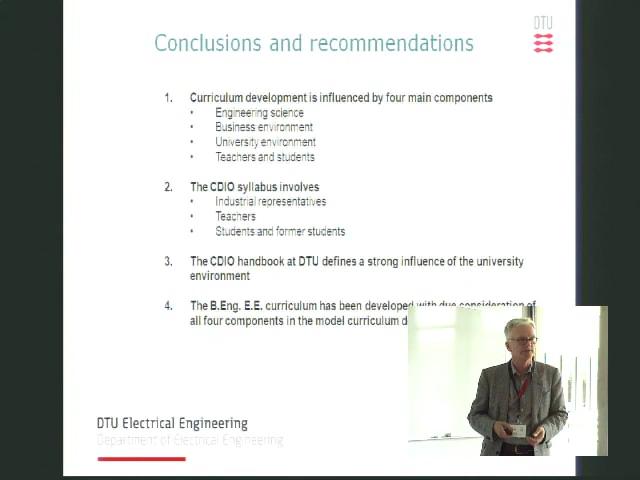 DTU
Conclusions and recommendations
1. Curriculum development is influenced by four main components
• Engineering science
• Business environment
• University environment
• Teachers and students
2. The CDIO syllabus involves
• Industrial representatives
• Teachers
• Students and former students
3. The CDIO handbook at DTU defines a strong influence of the university
environment
4. The B.Eng. E.E. curriculum has been developed with due consideration of
all four components in the model curriculum
DTU Electrical Engineering
Department of Electrical Engineering